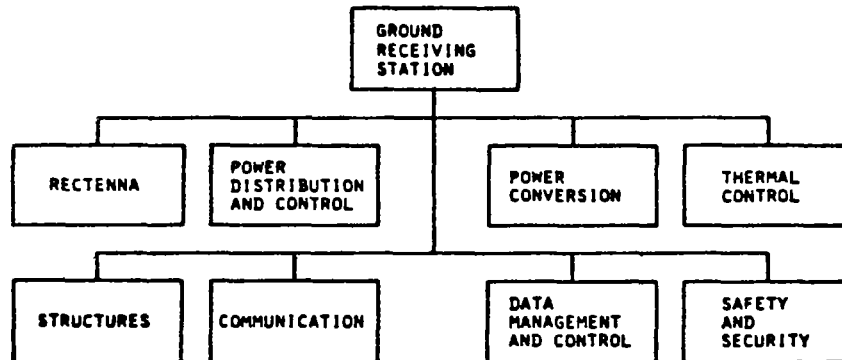 GROUND
RECEIVING
STATION
RECTENNA
POWER
DISTRIBUTION
AND CONTROL
POWER
CONVERSION
THERMAL
CONTROL
STRUCTURES
COMMUNICATION
DATA
MANAGEMENT
AND CONTROL
SAFETY
AND
SECURITY